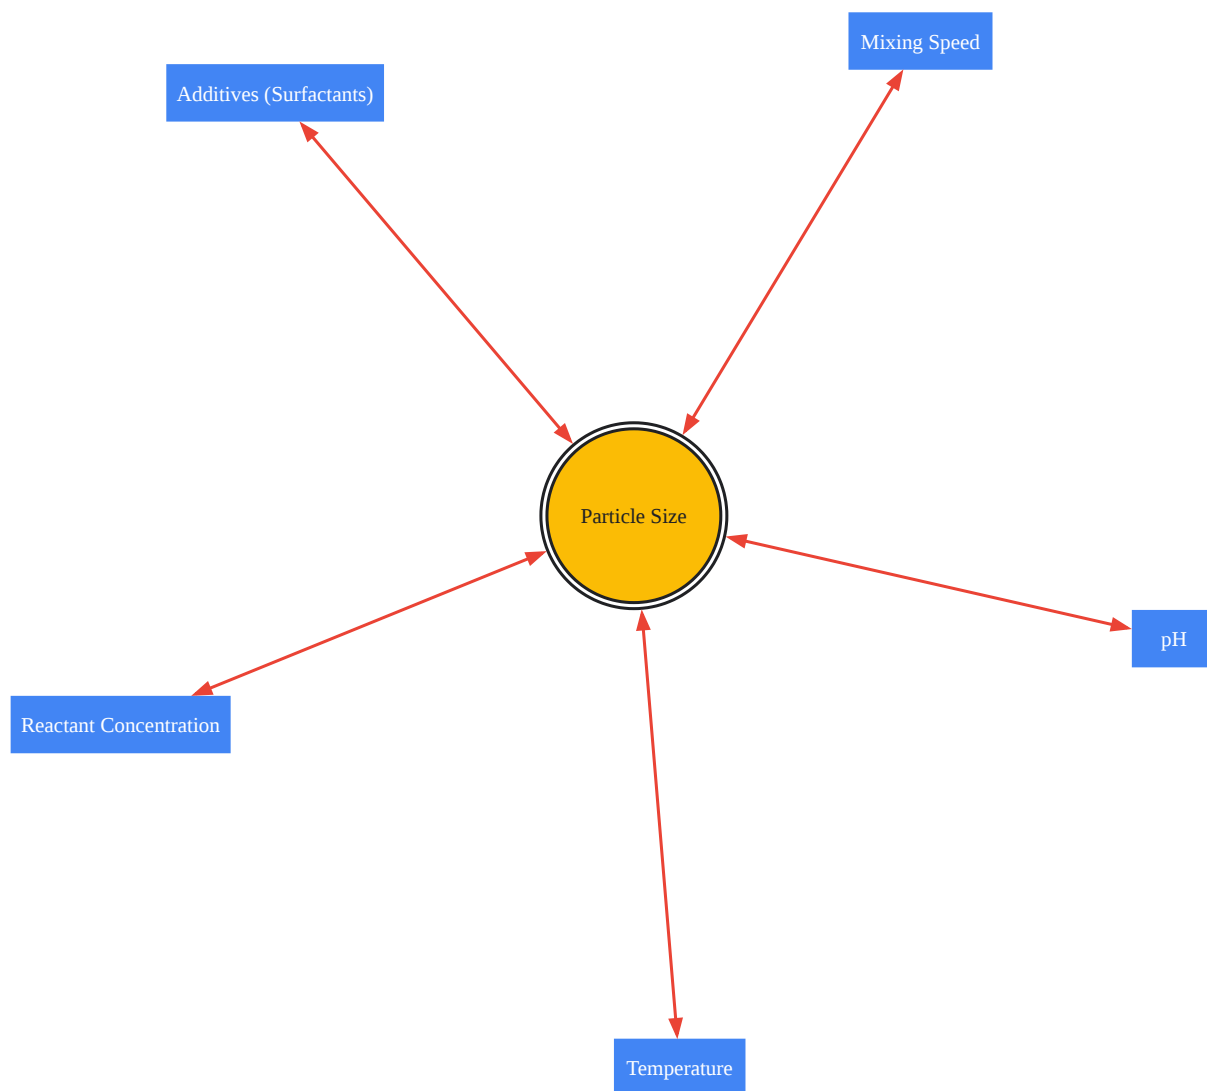 Mixing Speed
Additives (Surfactants)
Particle Size
pH
Reactant Concentration
Temperature